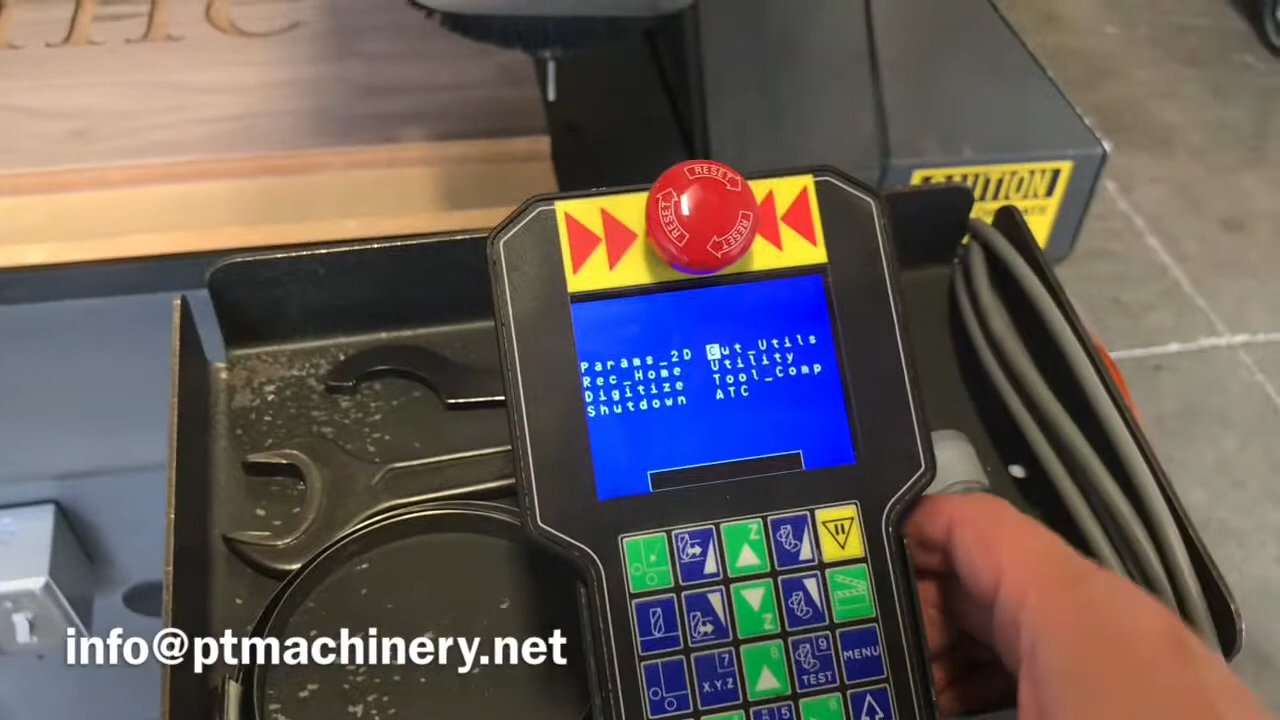 RESET RESET RESET
CAUTION
Params_2D Cut_Utils
Rec_Home Utility
Digitize Tool_Comp
Shutdown ATC
Z
Z
7 X.Y.Z
8
9 TEST
MENU
5
info@ptmachinery.net